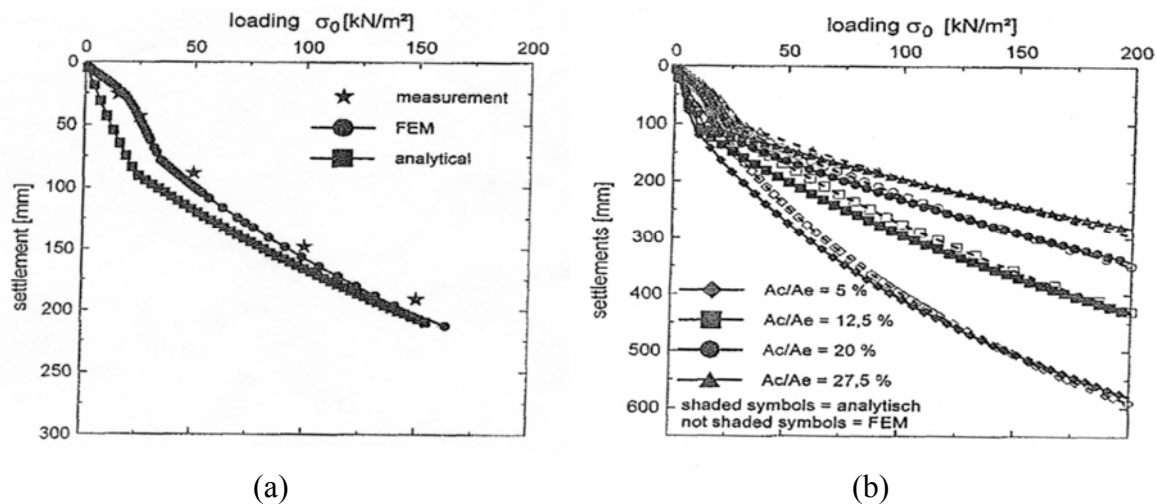 loading σ₀ [kN/m²]
0 50 100 150 200
0
50
100
150
200
250
300
settlement [mm]
measurement
FEM
analytical
(a)
loading σ₀ [kN/m²]
0 50 100 150 200
0
100
200
300
400
500
600
settlements [mm]
Ac/Ae = 5 %
Ac/Ae = 12,5 %
Ac/Ae = 20 %
Ac/Ae = 27,5 %
shaded symbols = analytisch
not shaded symbols = FEM
(b)